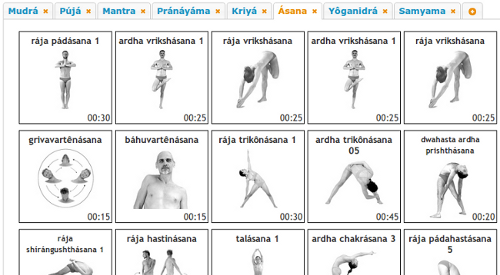 Mudrá × Pújá × Mantra × Pránáyáma × Kriyá × Ásana × Yôganidrá × Samyama ×
rája pádásana 1 ardha vrikshásana 1 rája vrikshásana ardha vrikshásana 1 rája vrikshásana
00:30 00:25 00:25 00:25 00:25
grivavartênásana báhuvartênásana rája trikônásana 1 ardha trikônásana dwahasta ardha
05 prishthásana
00:15 00:15 00:30 00:45 00:20
rája rája hastinásana talásana 1 ardha chakrásana 3 rája pádahastásana
shirángushthásana 1 5